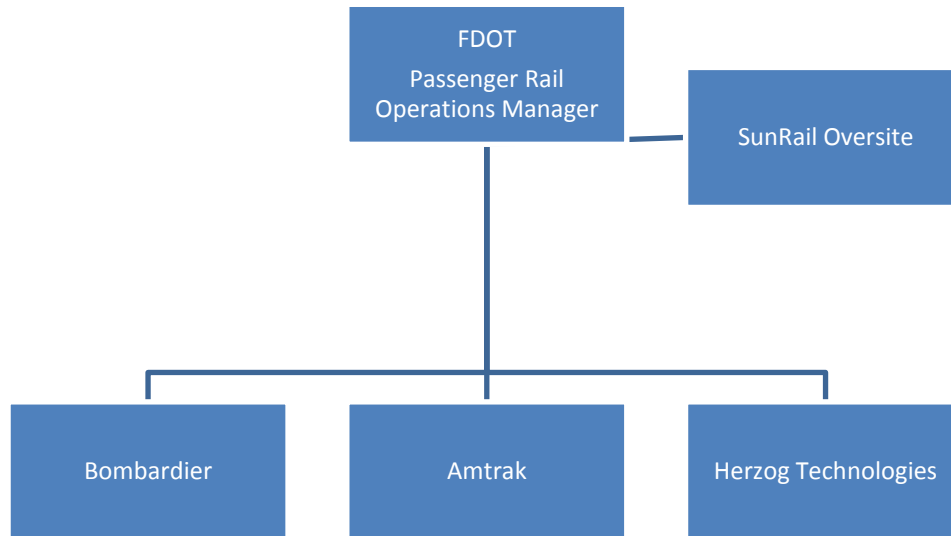 FDOT
Passenger Rail
Operations Manager
SunRail Oversite
Bombardier
Amtrak
Herzog Technologies